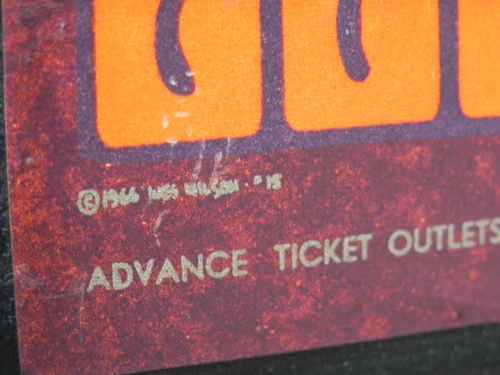 ©1966 WES WILSON · #15
ADVANCE TICKET OUTLETS